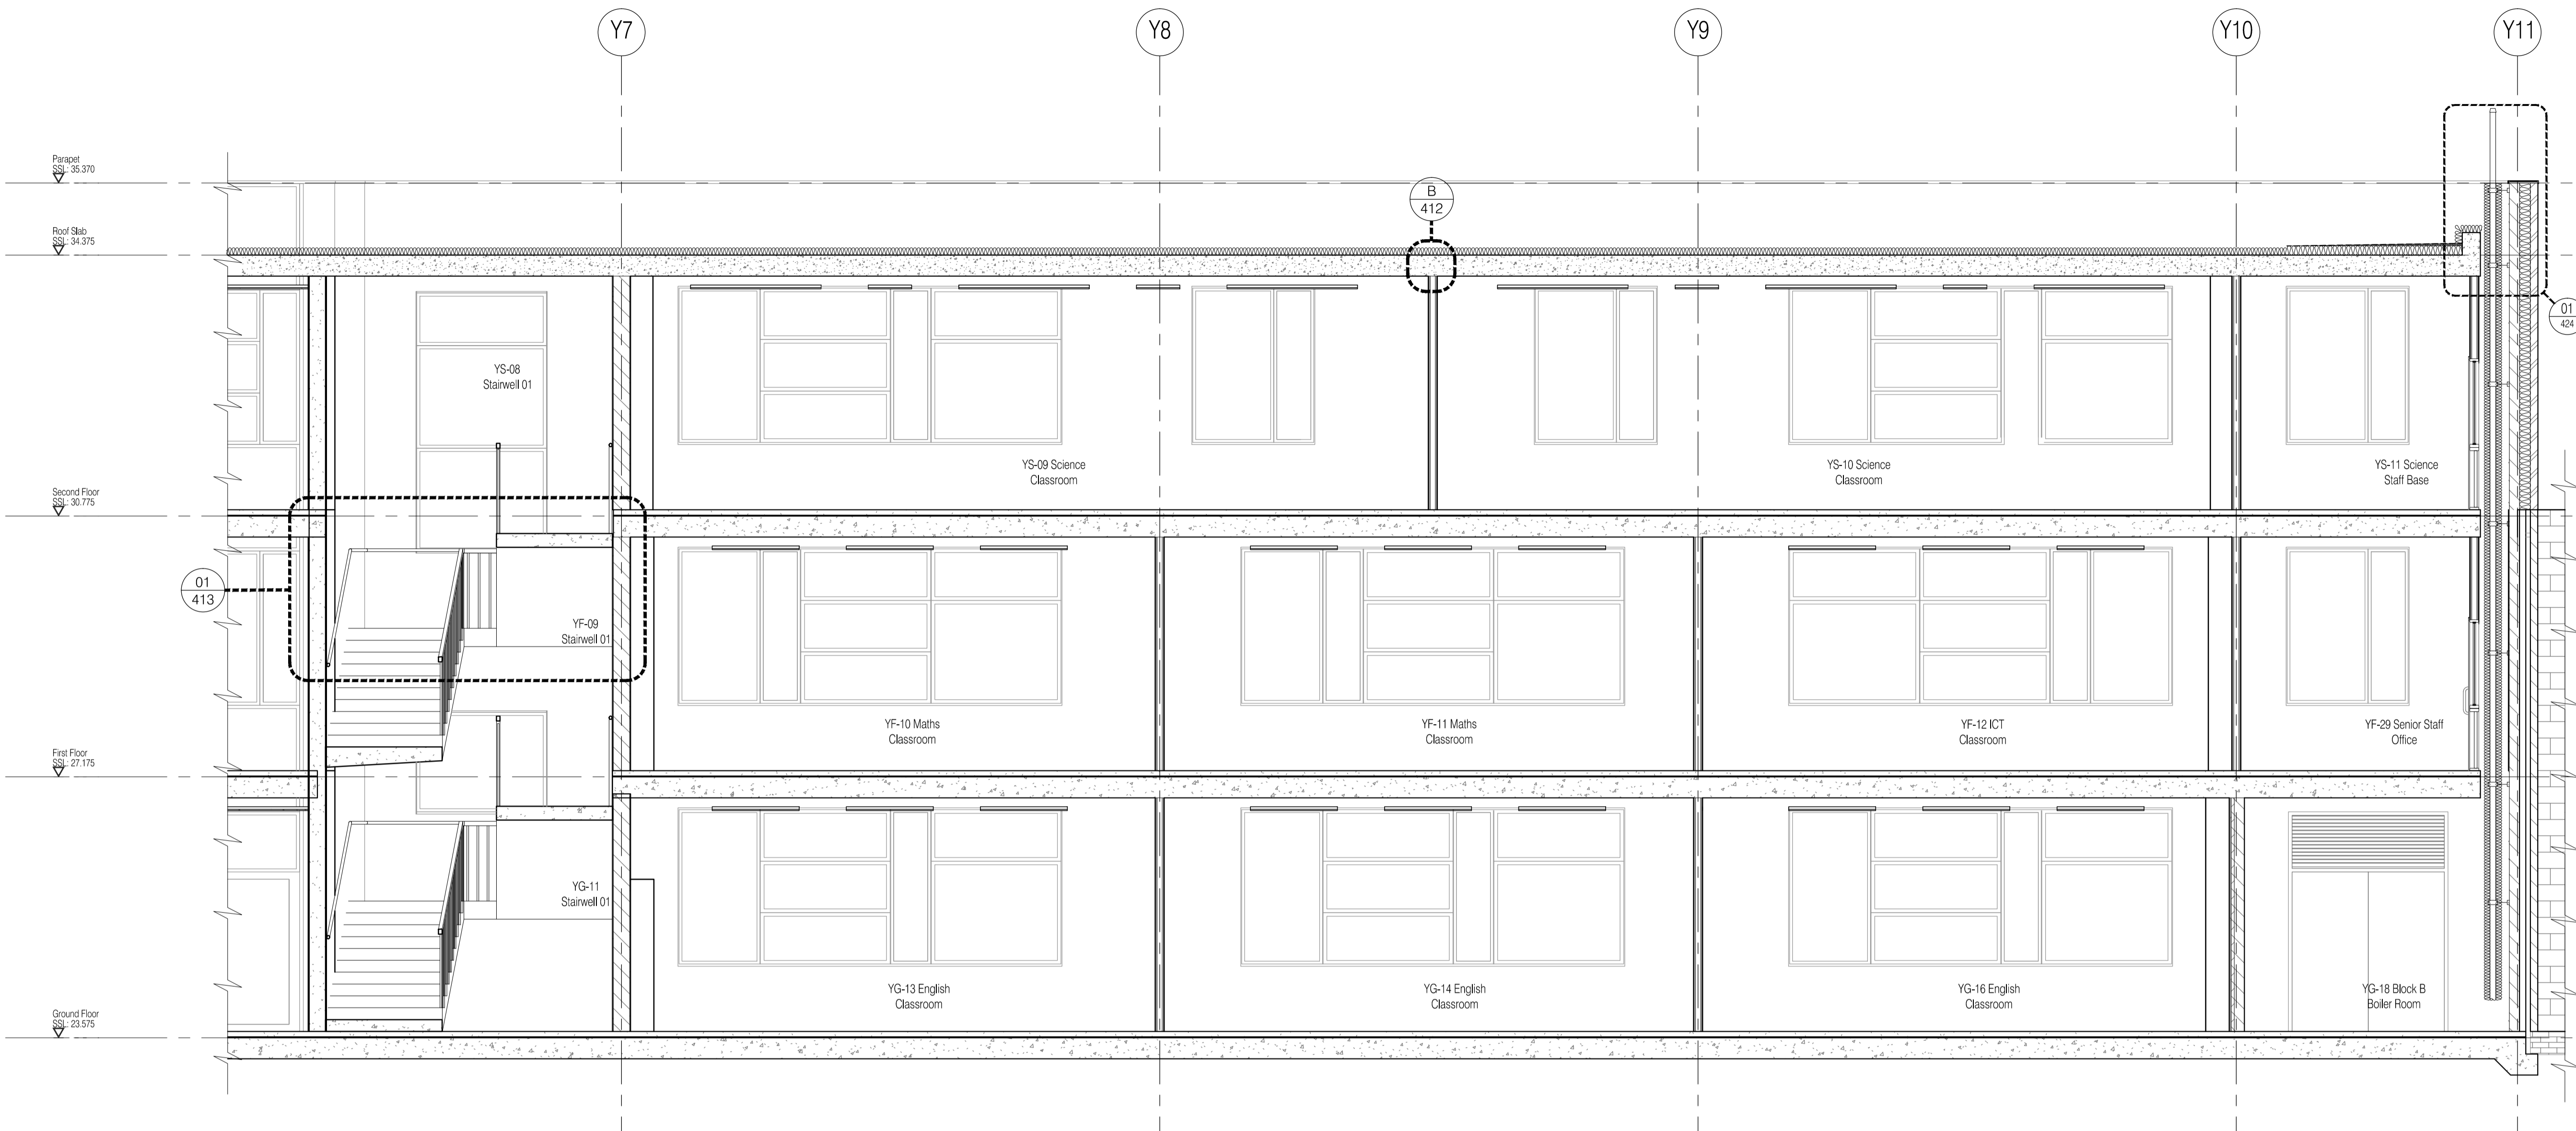 Y7
Y8
Y9
Y10
Y11
Parapet
SSL: 35.370
B
412
Roof Slab
SSL: 34.375
01
424
YS-08
Stairwell 01
YS-09 Science
Classroom
YS-10 Science
Classroom
YS-11 Science
Staff Base
Second Floor
SSL: 30.775
01
413
YF-09
Stairwell 01
YF-10 Maths
Classroom
YF-11 Maths
Classroom
YF-12 ICT
Classroom
YF-29 Senior Staff
Office
First Floor
SSL: 27.175
YG-11
Stairwell 01
YG-13 English
Classroom
YG-14 English
Classroom
YG-16 English
Classroom
YG-18 Block B
Boiler Room
Ground Floor
SSL: 23.575